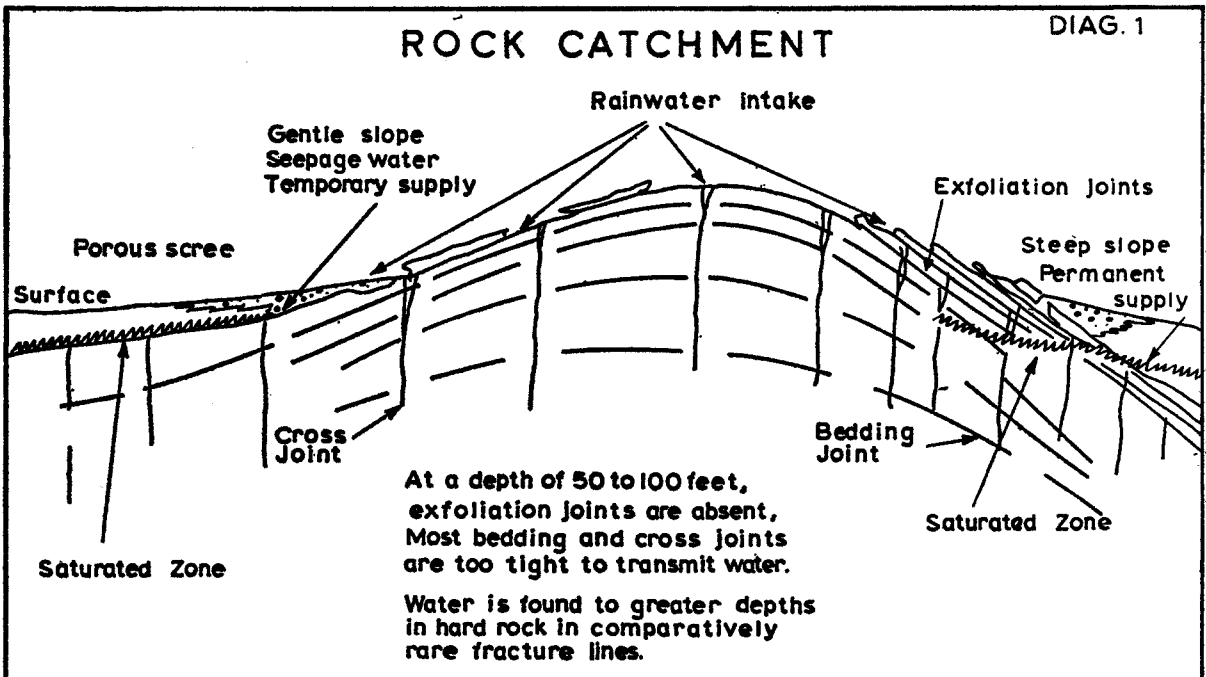 DIAG. 1
ROCK CATCHMENT
Rainwater intake
Gentle slope
Seepage water
Temporary supply
Exfoliation joints
Porous scree
Steep slope
Permanent
supply
Surface
Cross
Joint
Bedding
Joint
At a depth of 50 to 100 feet,
exfoliation joints are absent,
Most bedding and cross joints
are too tight to transmit water.
Saturated Zone
Saturated Zone
Water is found to greater depths
in hard rock in comparatively
rare fracture lines.